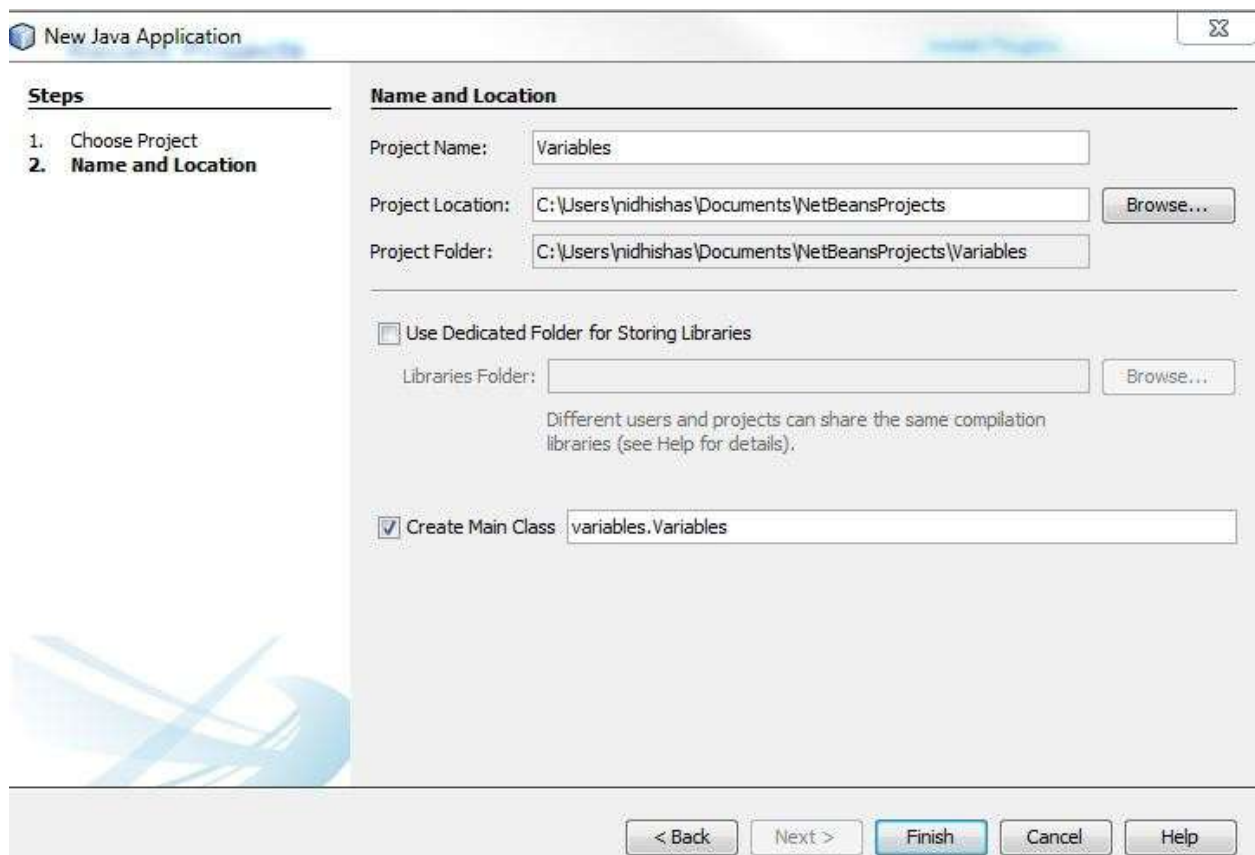 New Java Application
Steps
1. Choose Project
2. Name and Location
Name and Location
Project Name: Variables
Project Location: C:\Users\nidhishas\Documents\NetBeansProjects Browse...
Project Folder: C:\Users\nidhishas\Documents\NetBeansProjects\Variables
Use Dedicated Folder for Storing Libraries
Libraries Folder: Browse...
Different users and projects can share the same compilation
libraries (see Help for details).
Create Main Class variables.Variables
< Back Next > Finish Cancel Help